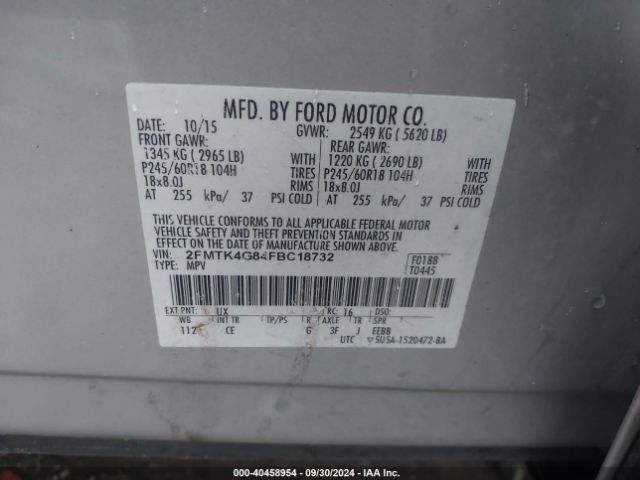 MFD. BY FORD MOTOR CO.
DATE: 10/15 GVWR: 2549 KG ( 5620 LB)
FRONT GAWR: REAR GAWR:
1345 KG ( 2965 LB) WITH 1220 KG ( 2690 LB) WITH
P245/60R18 104H TIRES P245/60R18 104H TIRES
18x8.0J RIMS 18x8.0J RIMS
AT 255 kPa/ 37 PSI COLD AT 255 kPa/ 37 PSI COLD
THIS VEHICLE CONFORMS TO ALL APPLICABLE FEDERAL MOTOR
VEHICLE SAFETY AND THEFT PREVENTION STANDARDS IN
EFFECT ON THE DATE OF MANUFACTURE SHOWN ABOVE.
VIN: 2FMTK4G84FBC18732 F0188
TYPE: MPV T0445
EXT PNT: UX RC: 16 DSO:
WB INT TR TP/PS R AXLE TR SPR
112 CE G 3F J EEBB
UTC ▽5U5A-1520472-BA
000-40458954 / 09/30/2024 - IAA Inc.